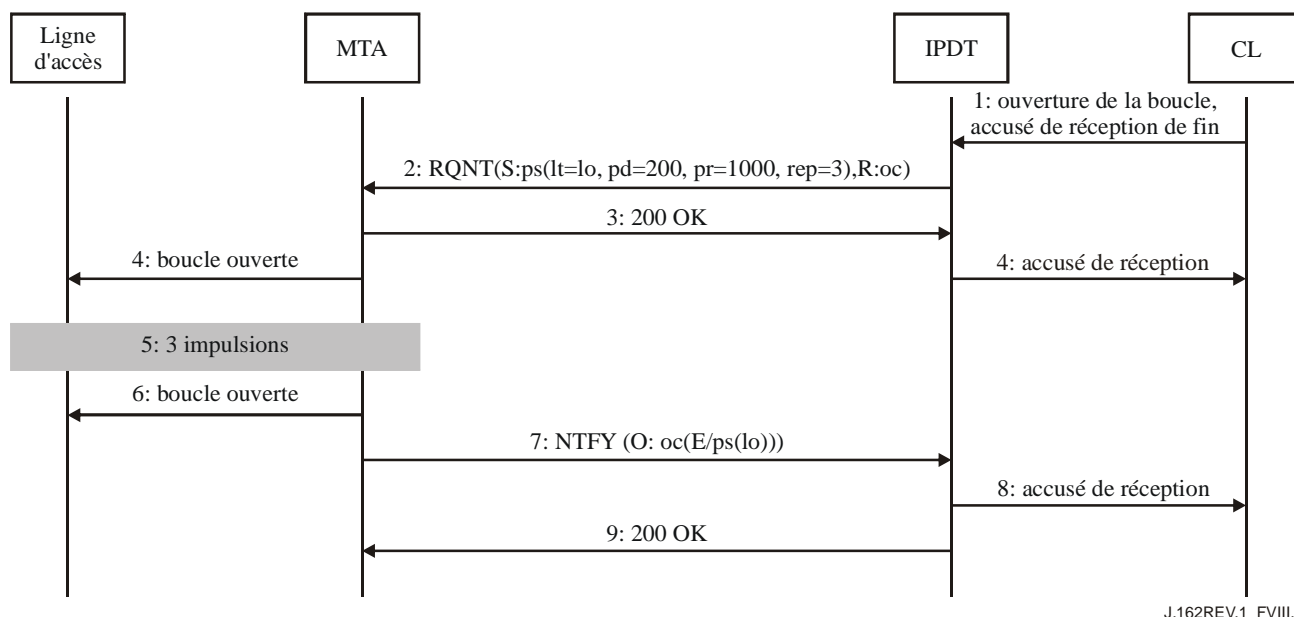 Ligne
d'accès
MTA
IPDT
CL
1: ouverture de la boucle,
accusé de réception de fin
2: RQNT(S:ps(lt=lo, pd=200, pr=1000, rep=3),R:oc)
3: 200 OK
4: boucle ouverte
4: accusé de réception
5: 3 impulsions
6: boucle ouverte
7: NTFY (O: oc(E/ps(lo)))
8: accusé de réception
9: 200 OK
J.162REV.1_FVIII.